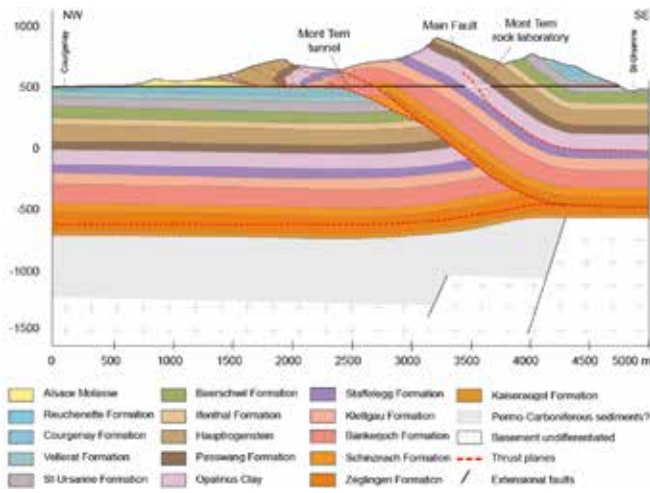 NW
SE
1000
500
0
-500
-1000
-1500
Courgenay
Mont Terri
tunnel
Main Fault
Mont Terri
rock laboratory
St-Ursanne
0 500 1000 1500 2000 2500 3000 3500 4000 4500 5000 m
Alsace Molasse
Reuchenette Formation
Courgenay Formation
Vellerat Formation
St-Ursanne Formation
Bärschwil Formation
Ifenthal Formation
Hauptrogenstein
Passwang Formation
Opalinus Clay
Staffelegg Formation
Klettgau Formation
Bänkerjoch Formation
Schinznach Formation
Zeglingen Formation
Kaiseraugst Formation
Permo-Carboniferous sediments?
Basement undifferentiated
Thrust planes
Extensional faults